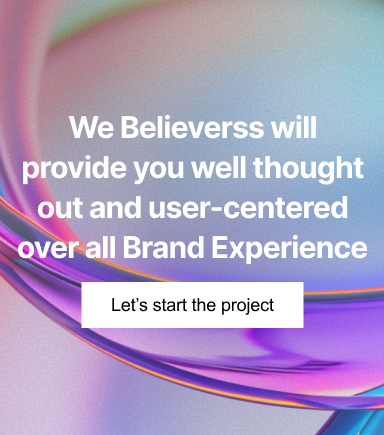 We Believerss will
provide you well thought
out and user-centered
over all Brand Experience
Let’s start the project